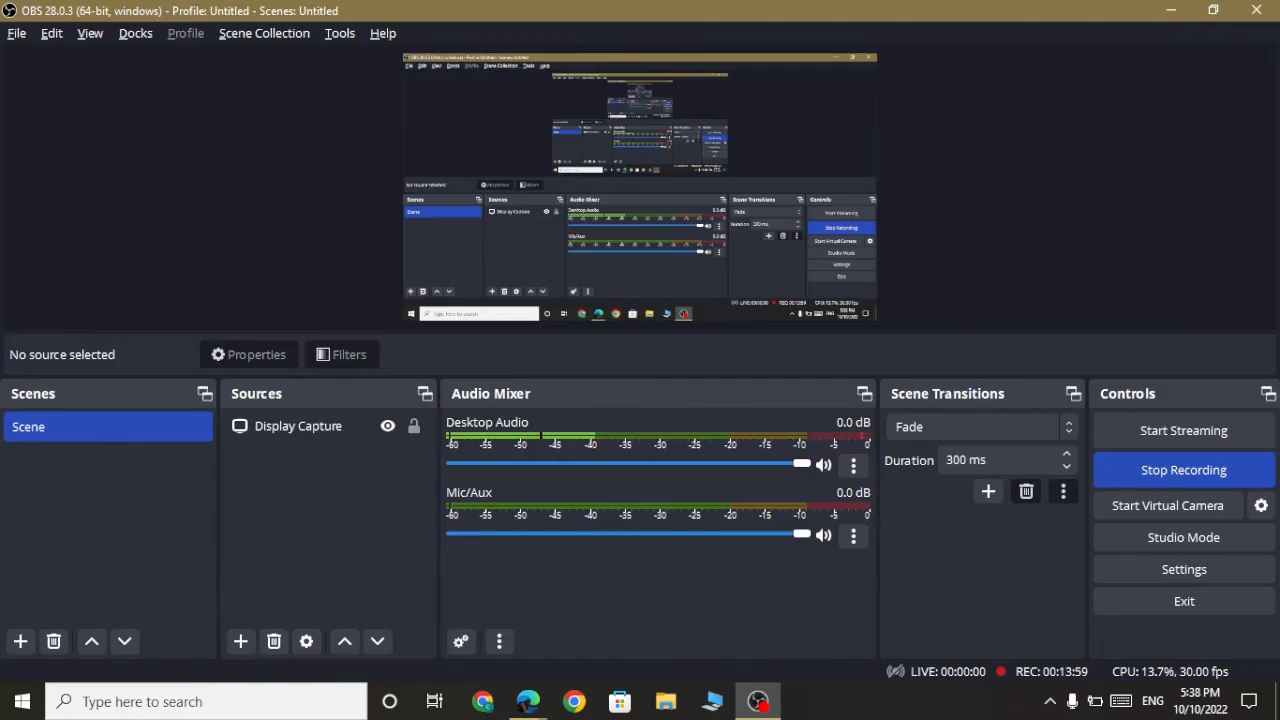 OBS 28.0.3 (64-bit, windows) - Profile: Untitled - Scenes: Untitled
File Edit View Docks Profile Scene Collection Tools Help
No source selected Properties Filters
Scenes
Scene
Sources
Display Capture
Audio Mixer
Desktop Audio 0.0 dB
-60 -55 -50 -45 -40 -35 -30 -25 -20 -15 -10 -5 0
Mic/Aux 0.0 dB
-60 -55 -50 -45 -40 -35 -30 -25 -20 -15 -10 -5 0
Scene Transitions
Fade
Duration 300 ms
Controls
Start Streaming
Stop Recording
Start Virtual Camera
Studio Mode
Settings
Exit
LIVE: 00:00:00 REC: 00:13:59 CPU: 13.7%, 30.00 fps
Type here to search
ENG
5:38 PM
10/10/2022